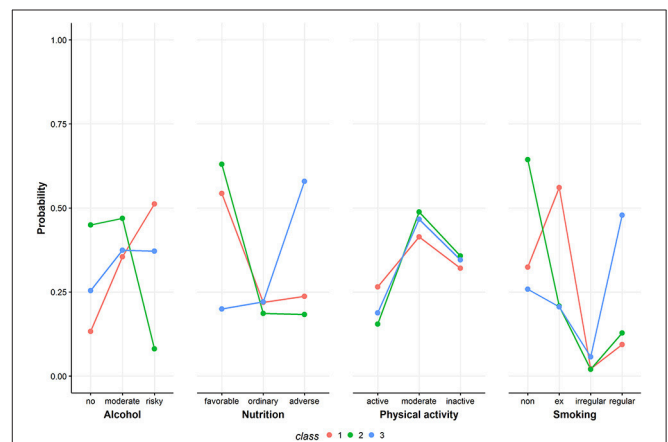 1.00
0.75
0.50
0.25
0.00
Probability
no moderate risky
Alcohol
favorable ordinary adverse
Nutrition
active moderate inactive
Physical activity
non ex irregular regular
Smoking
class 1 2 3